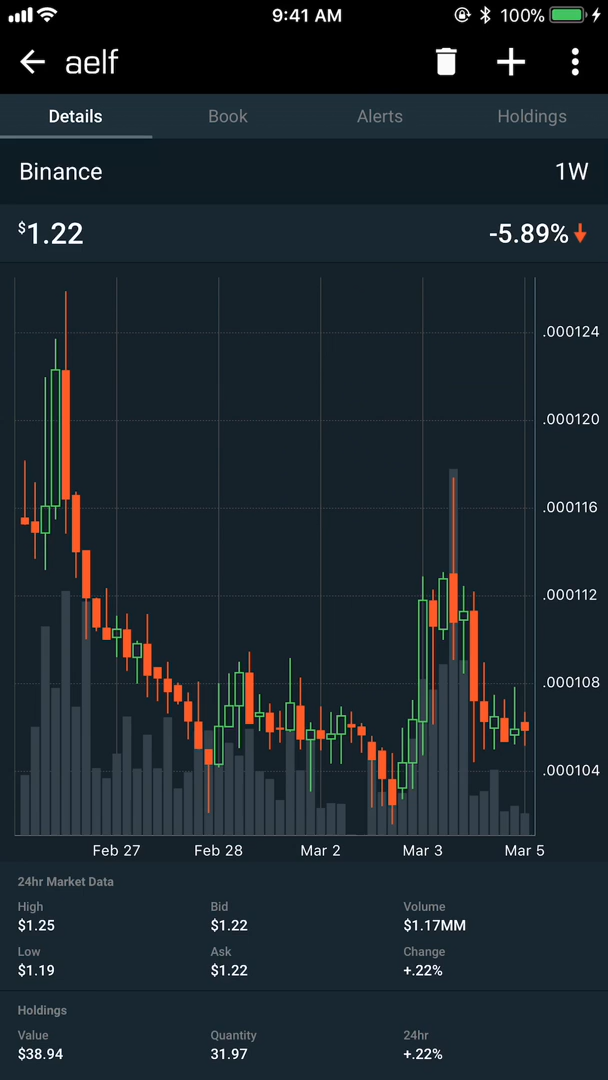 9:41 AM 100%
aelf
Details Book Alerts Holdings
Binance 1W
$1.22 -5.89%
.000124
.000120
.000116
.000112
.000108
.000104
Feb 27 Feb 28 Mar 2 Mar 3 Mar 5
24hr Market Data
High Bid Volume
$1.25 $1.22 $1.17MM
Low Ask Change
$1.19 $1.22 +.22%
Holdings
Value Quantity 24hr
$38.94 31.97 +.22%